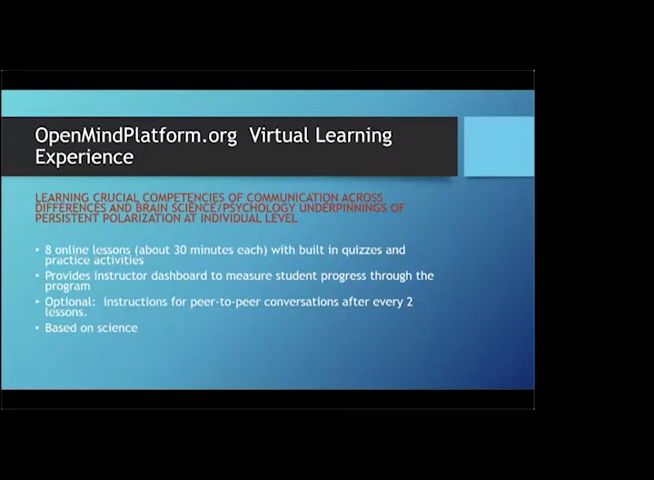 OpenMindPlatform.org  Virtual Learning
Experience
LEARNING CRUCIAL COMPETENCIES OF COMMUNICATION ACROSS
DIFFERENCES AND BRAIN SCIENCE/PSYCHOLOGY UNDERPINNINGS OF
PERSISTENT POLARIZATION AT INDIVIDUAL LEVEL
• 8 online lessons (about 30 minutes each) with built in quizzes and
practice activities
• Provides instructor dashboard to measure student progress through the
program
• Optional:  instructions for peer-to-peer conversations after every 2
lessons.
• Based on science